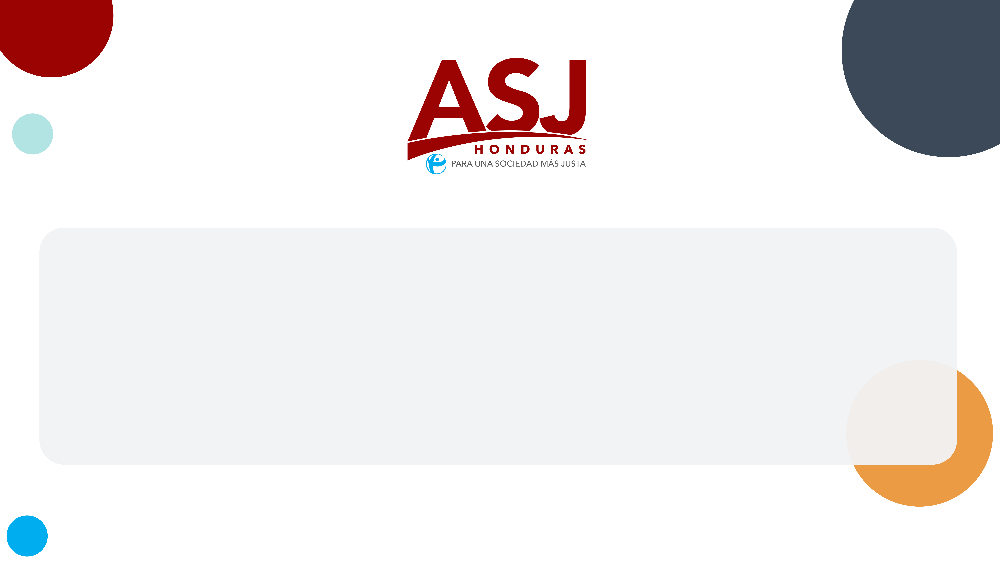 ASJ
HONDURAS
PARA UNA SOCIEDAD MÁS JUSTA